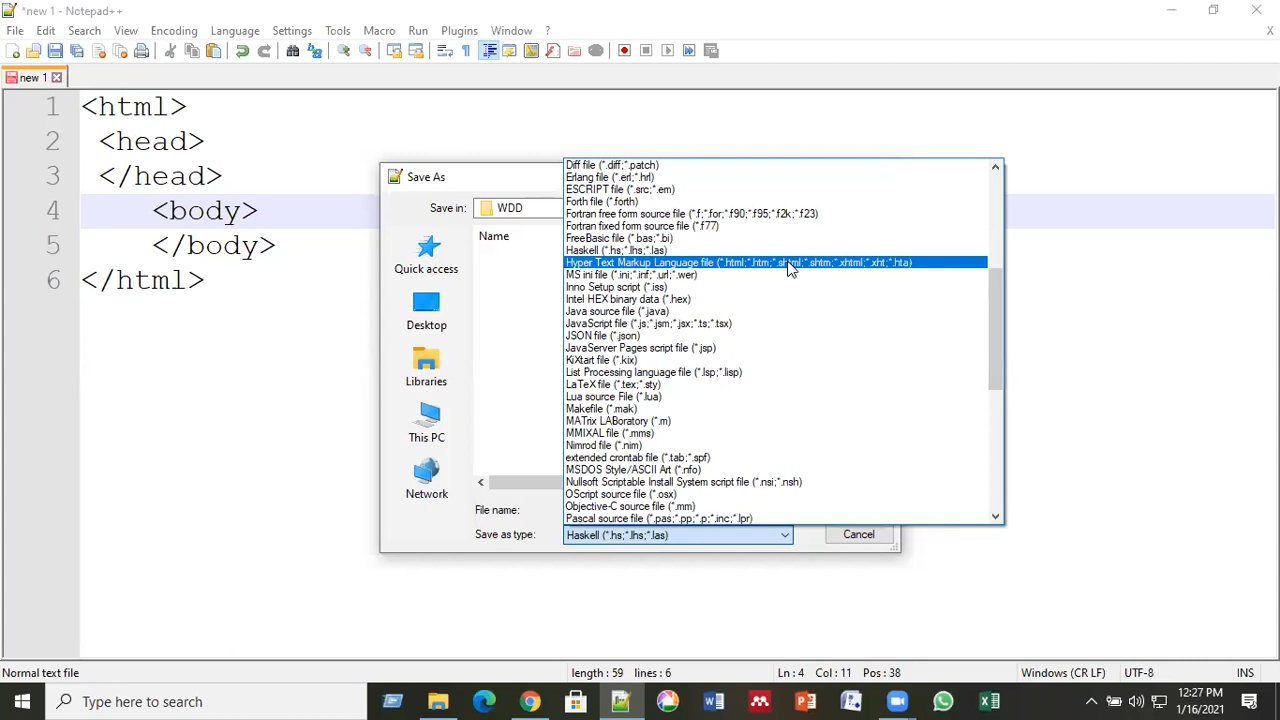 *new 1 - Notepad++
File Edit Search View Encoding Language Settings Tools Macro Run Plugins Window ?
X
new 1
1 <html>
2 <head>
3 </head>
4 <body>
5 </body>
6 </html>
Save As
Save in: WDD
Name
Quick access
Desktop
Libraries
This PC
Network
Diff file (*.diff;*.patch)
Erlang file (*.erl;*.hrl)
ESCRIPT file (*.src;*.em)
Forth file (*.forth)
Fortran free form source file (*.f;*.for;*.f90;*.f95;*.f2k;*.f23)
Fortran fixed form source file (*.f77)
FreeBasic file (*.bas;*.bi)
Haskell (*.hs;*.lhs;*.las)
Hyper Text Markup Language file (*.html;*.htm;*.shtml;*.shtm;*.xhtml;*.xht;*.hta)
MS ini file (*.ini;*.inf;*.url;*.wer)
Inno Setup script (*.iss)
Intel HEX binary data (*.hex)
Java source file (*.java)
JavaScript file (*.js;*.jsm;*.jsx;*.ts;*.tsx)
JSON file (*.json)
JavaServer Pages script file (*.jsp)
KiXtart file (*.kix)
List Processing language file (*.lsp;*.lisp)
LaTeX file (*.tex;*.sty)
Lua source File (*.lua)
Makefile (*.mak)
MATrix LABoratory (*.m)
MMIXAL file (*.mms)
Nimrod file (*.nim)
extended crontab file (*.tab;*.spf)
MSDOS Style/ASCII Art (*.nfo)
Nullsoft Scriptable Install System script file (*.nsi;*.nsh)
OScript source file (*.osx)
Objective-C source file (*.mm)
Pascal source file (*.pas;*.pp;*.p;*.inc;*.lpr)
File name:
Save as type: Haskell (*.hs;*.lhs;*.las)
Cancel
Normal text file length : 59 lines : 6 Ln : 4 Col : 11 Pos : 38 Windows (CR LF) UTF-8 INS
Type here to search
12:27 PM
1/16/2021